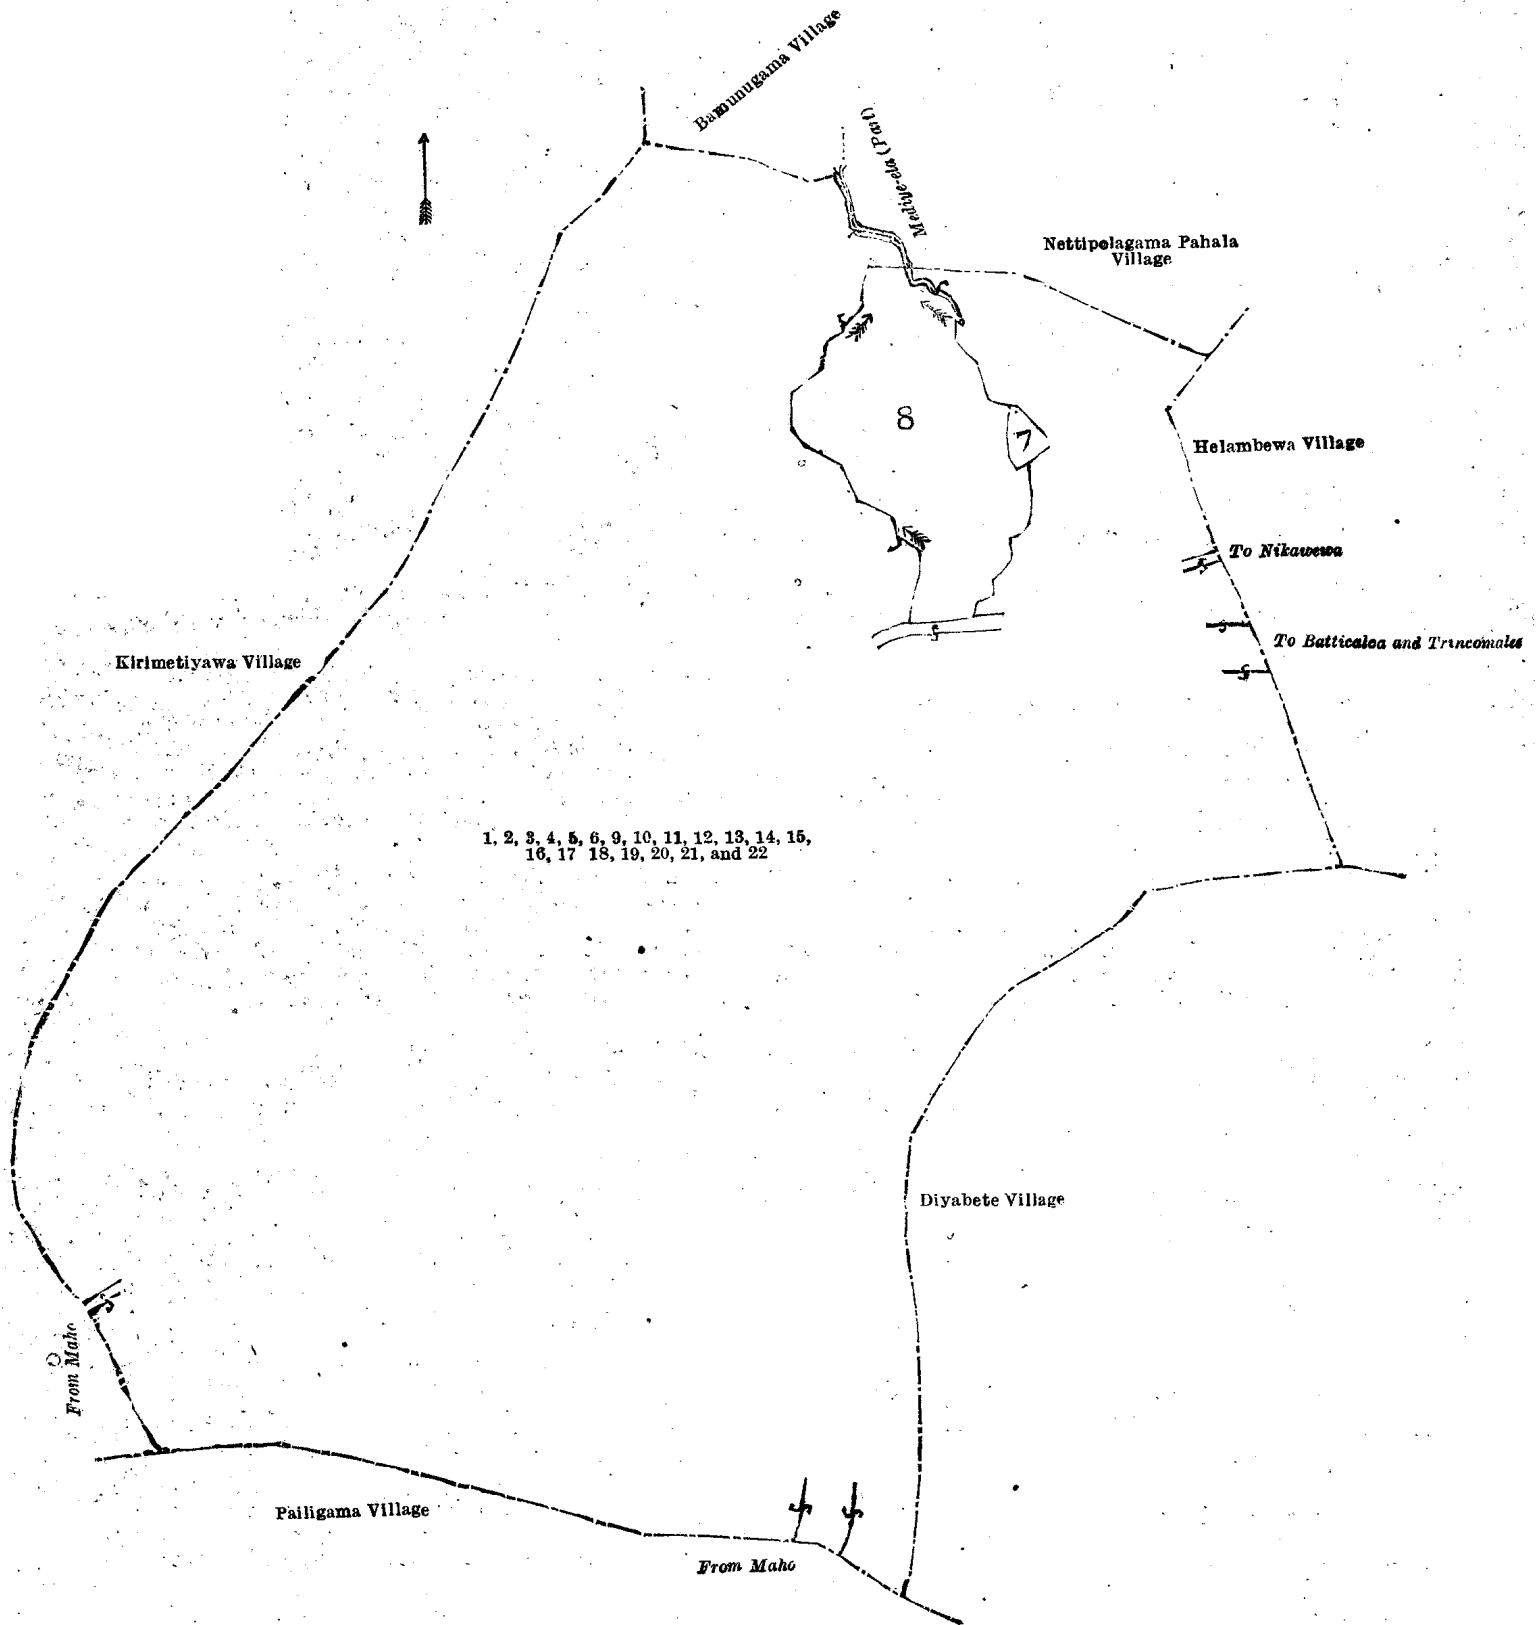 Bamunugama Village
Mediye-ela (Part)
Nettipolagama Pahala
Village
8
7
Helambewa Village
To Nikawewa
To Batticaloa and Trincomalee
Kirimetiyawa Village
1, 2, 3, 4, 5, 6, 9, 10, 11, 12, 13, 14, 15,
16, 17 18, 19, 20, 21, and 22
Diyabete Village
From Maho
Pailigama Village
From Maho